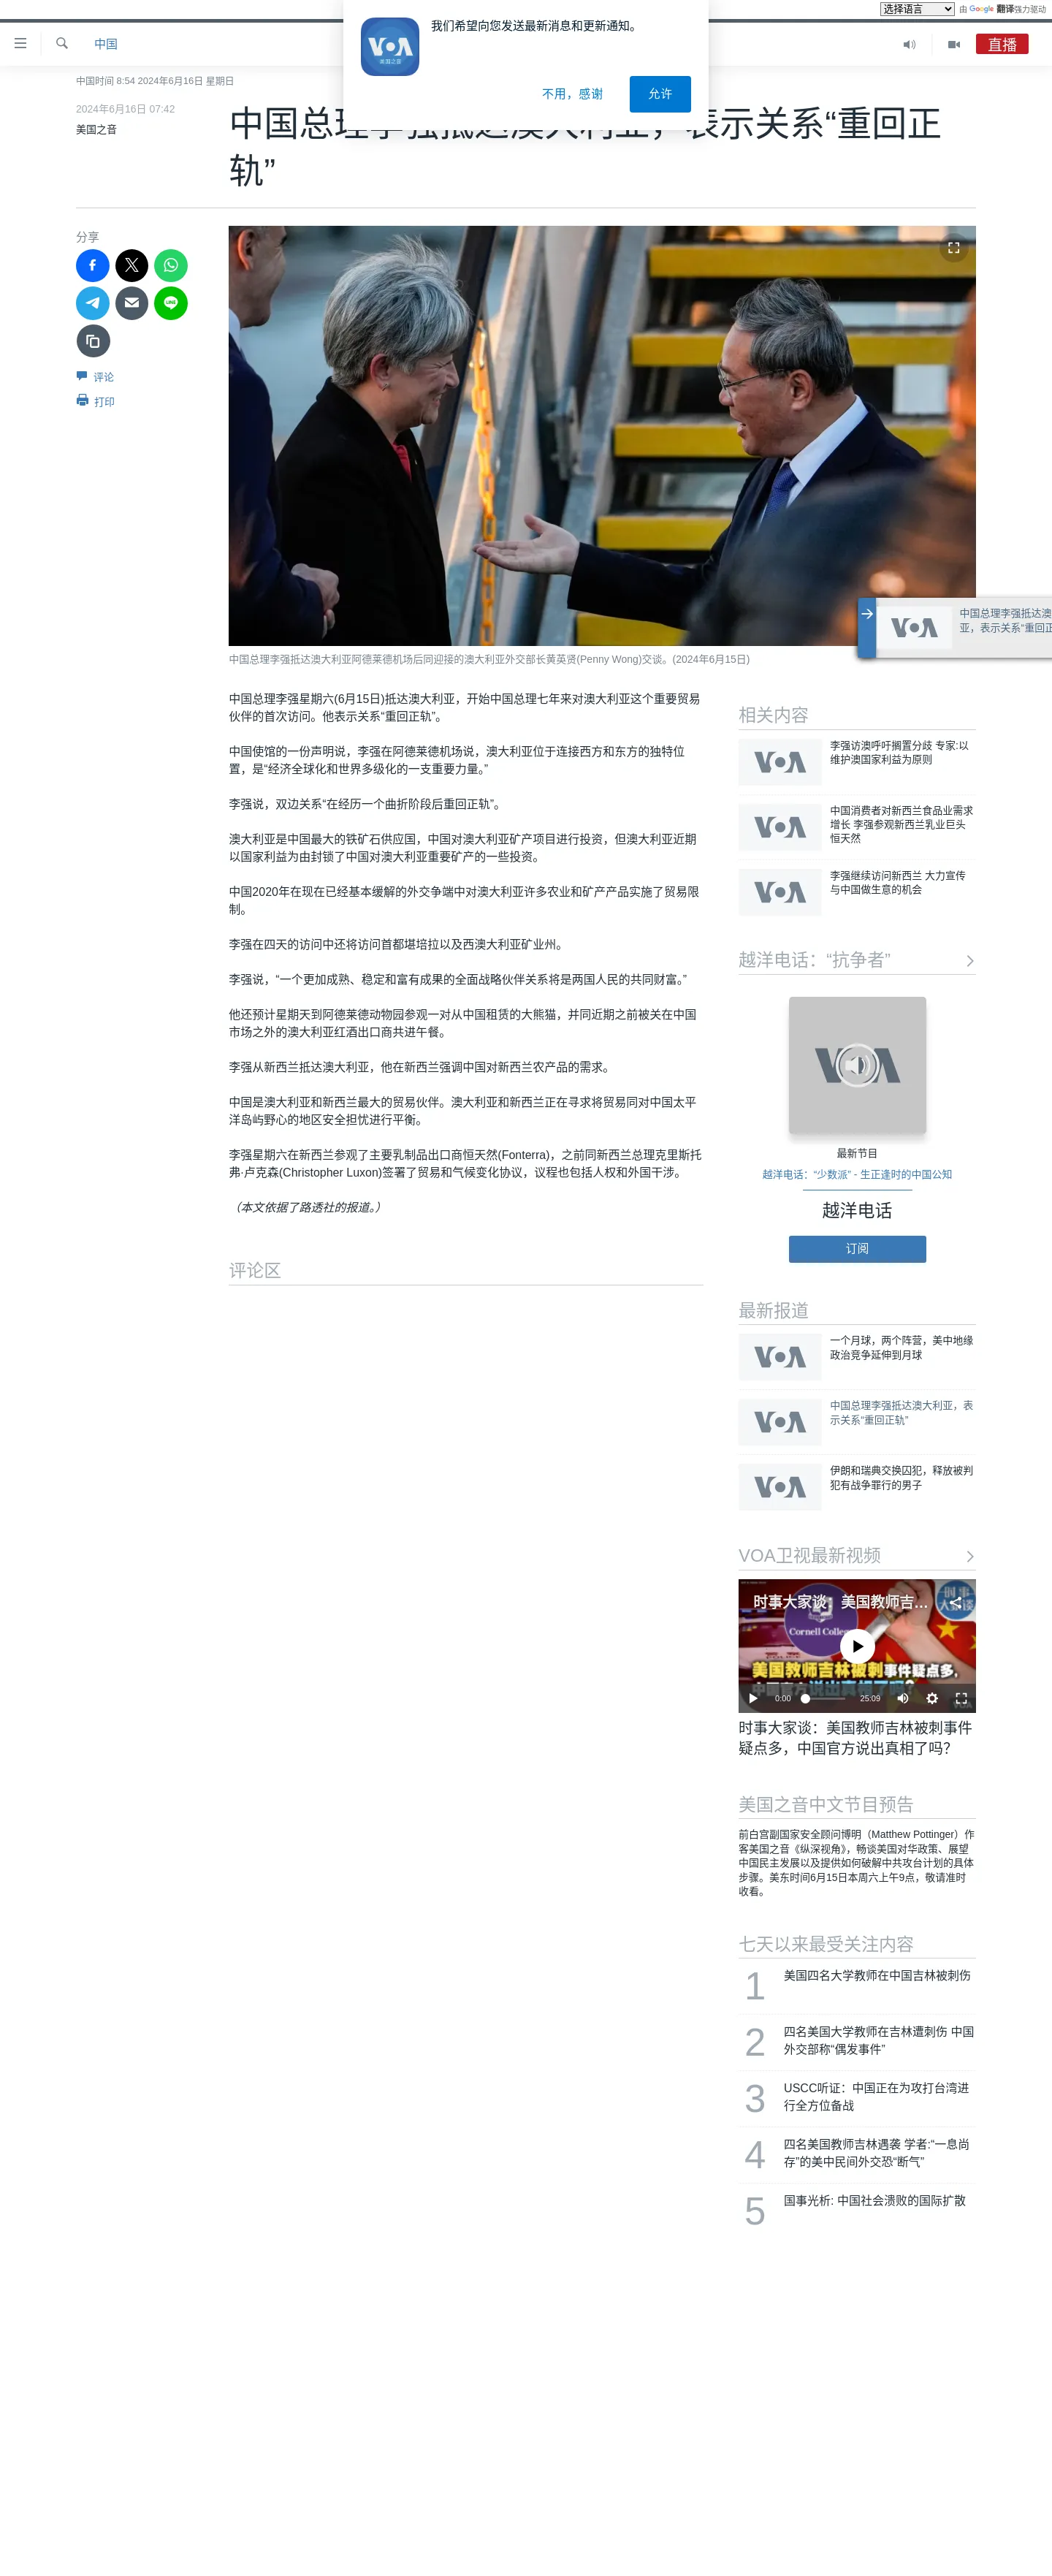 选择语言 由 Google 翻译强力驱动
我们希望向您发送最新消息和更新通知。
VOA
美国之音
不用，感谢
允许
中国
直播
中国时间 8:54 2024年6月16日 星期日
2024年6月16日 07:42
美国之音
中国总理李强抵达澳大利亚，表示关系“重回正
轨”
分享
评论
打印
中国总理李强抵达澳
亚，表示关系“重回正
VOA
中国总理李强抵达澳大利亚阿德莱德机场后同迎接的澳大利亚外交部长黄英贤(Penny Wong)交谈。(2024年6月15日)
中国总理李强星期六(6月15日)抵达澳大利亚，开始中国总理七年来对澳大利亚这个重要贸易
伙伴的首次访问。他表示关系“重回正轨”。
中国使馆的一份声明说，李强在阿德莱德机场说，澳大利亚位于连接西方和东方的独特位
置，是“经济全球化和世界多极化的一支重要力量。”
李强说，双边关系“在经历一个曲折阶段后重回正轨”。
澳大利亚是中国最大的铁矿石供应国，中国对澳大利亚矿产项目进行投资，但澳大利亚近期
以国家利益为由封锁了中国对澳大利亚重要矿产的一些投资。
中国2020年在现在已经基本缓解的外交争端中对澳大利亚许多农业和矿产产品实施了贸易限
制。
李强在四天的访问中还将访问首都堪培拉以及西澳大利亚矿业州。
李强说，“一个更加成熟、稳定和富有成果的全面战略伙伴关系将是两国人民的共同财富。”
他还预计星期天到阿德莱德动物园参观一对从中国租赁的大熊猫，并同近期之前被关在中国
市场之外的澳大利亚红酒出口商共进午餐。
李强从新西兰抵达澳大利亚，他在新西兰强调中国对新西兰农产品的需求。
中国是澳大利亚和新西兰最大的贸易伙伴。澳大利亚和新西兰正在寻求将贸易同对中国太平
洋岛屿野心的地区安全担忧进行平衡。
李强星期六在新西兰参观了主要乳制品出口商恒天然(Fonterra)，之前同新西兰总理克里斯托
弗·卢克森(Christopher Luxon)签署了贸易和气候变化协议，议程也包括人权和外国干涉。
（本文依据了路透社的报道。）
评论区
相关内容
VOA
李强访澳呼吁搁置分歧 专家:以
维护澳国家利益为原则
VOA
中国消费者对新西兰食品业需求
增长 李强参观新西兰乳业巨头
恒天然
VOA
李强继续访问新西兰 大力宣传
与中国做生意的机会
越洋电话：“抗争者”
VOA
最新节目
越洋电话：“少数派” - 生正逢时的中国公知
越洋电话
订阅
最新报道
VOA
一个月球，两个阵营，美中地缘
政治竞争延伸到月球
VOA
中国总理李强抵达澳大利亚，表
示关系“重回正轨”
VOA
伊朗和瑞典交换囚犯，释放被判
犯有战争罪行的男子
VOA卫视最新视频
时事大家谈：美国教师吉…
Cornell College
美国教师吉林被刺事件疑点多，
中国官方说出真相了吗？
0:00
25:09
时事大家谈：美国教师吉林被刺事件
疑点多，中国官方说出真相了吗？
美国之音中文节目预告
前白宫副国家安全顾问博明（Matthew Pottinger）作
客美国之音《纵深视角》，畅谈美国对华政策、展望
中国民主发展以及提供如何破解中共攻台计划的具体
步骤。美东时间6月15日本周六上午9点，敬请准时
收看。
七天以来最受关注内容
1
美国四名大学教师在中国吉林被刺伤
2
四名美国大学教师在吉林遭刺伤 中国
外交部称“偶发事件”
3
USCC听证：中国正在为攻打台湾进
行全方位备战
4
四名美国教师吉林遇袭 学者:“一息尚
存”的美中民间外交恐“断气”
5
国事光析: 中国社会溃败的国际扩散